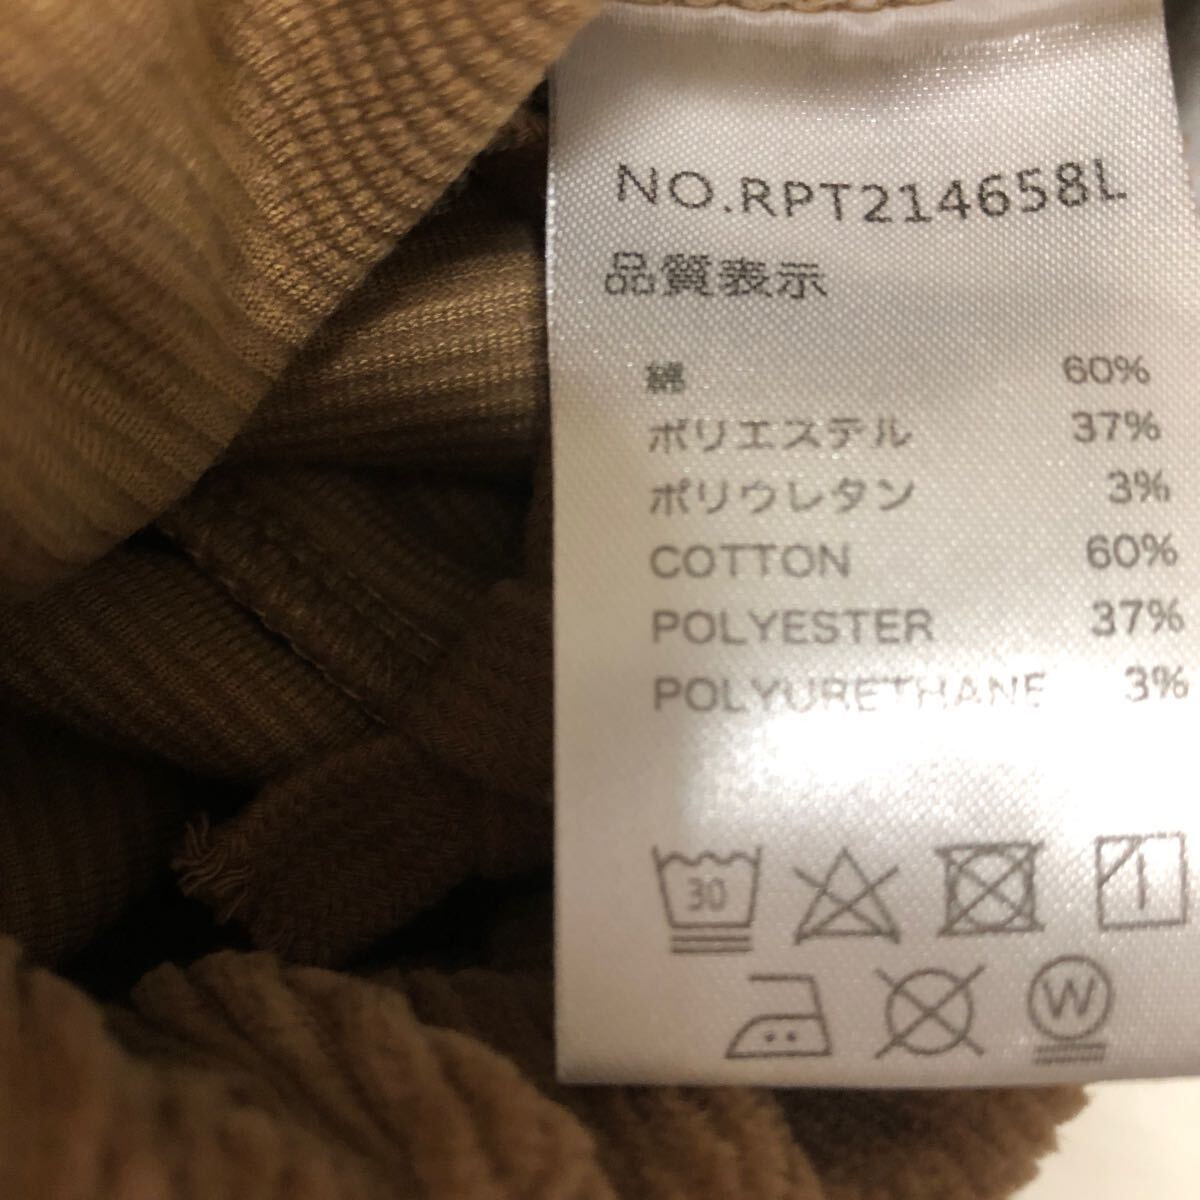 NO.RPT214658L
品質表示
綿 60%
ポリエステル 37%
ポリウレタン 3%
COTTON 60%
POLYESTER 37%
POLYURETHANE 3%
30
W